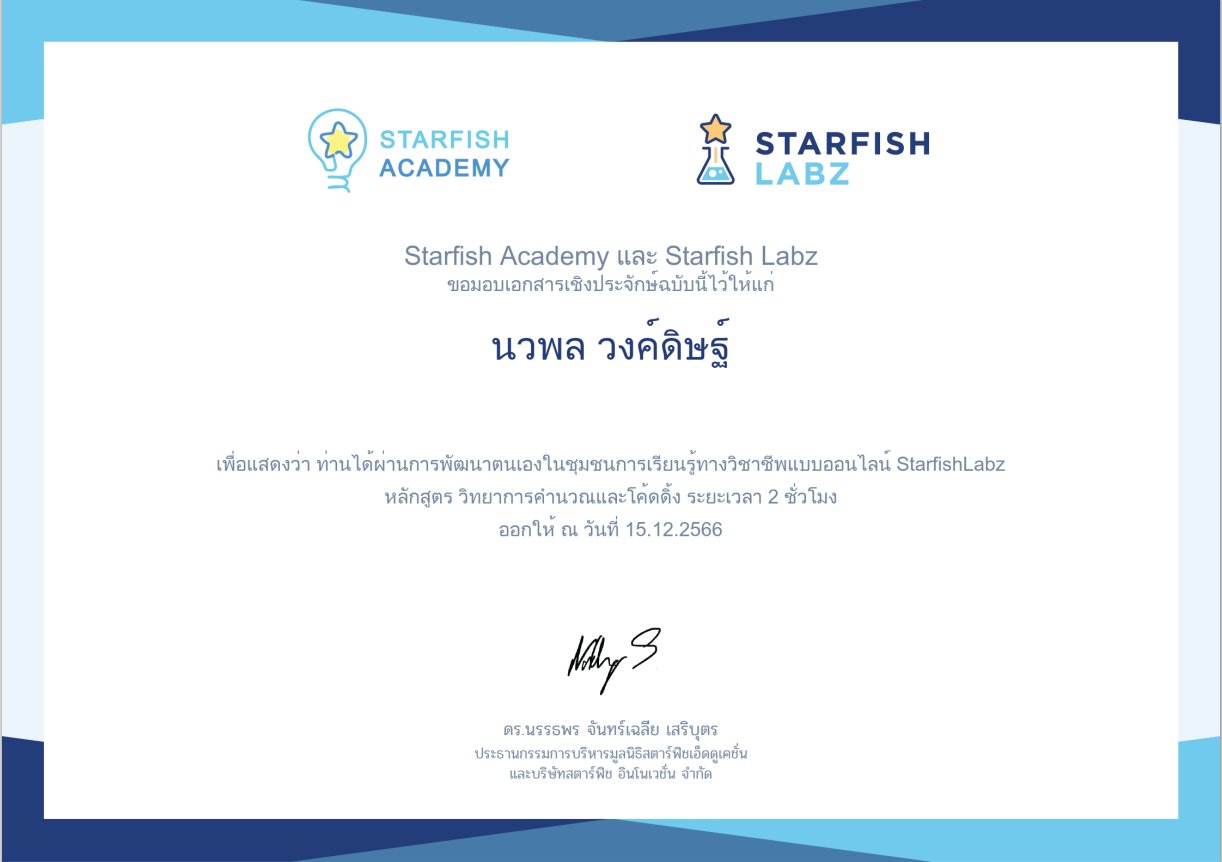 STARFISH
ACADEMY
STARFISH
LABZ
Starfish Academy และ Starfish Labz
ขอมอบเอกสารเชิงประจักษ์ฉบับนี้ไว้ให้แก่
นวพล วงค์ดิษฐ์
เพื่อแสดงว่า ท่านได้ผ่านการพัฒนาตนเองในชุมชนการเรียนรู้ทางวิชาชีพแบบออนไลน์ StarfishLabz
หลักสูตร วิทยาการคำนวณและโค้ดดิ้ง ระยะเวลา 2 ชั่วโมง
ออกให้ ณ วันที่ 15.12.2566
ดร.นรรธพร จันทร์เฉลี่ย เสริบุตร
ประธานกรรมการบริหารมูลนิธิสตาร์ฟิชเอ็ดดูเคชั่น
และบริษัทสตาร์ฟิช อินโนเวชั่น จำกัด